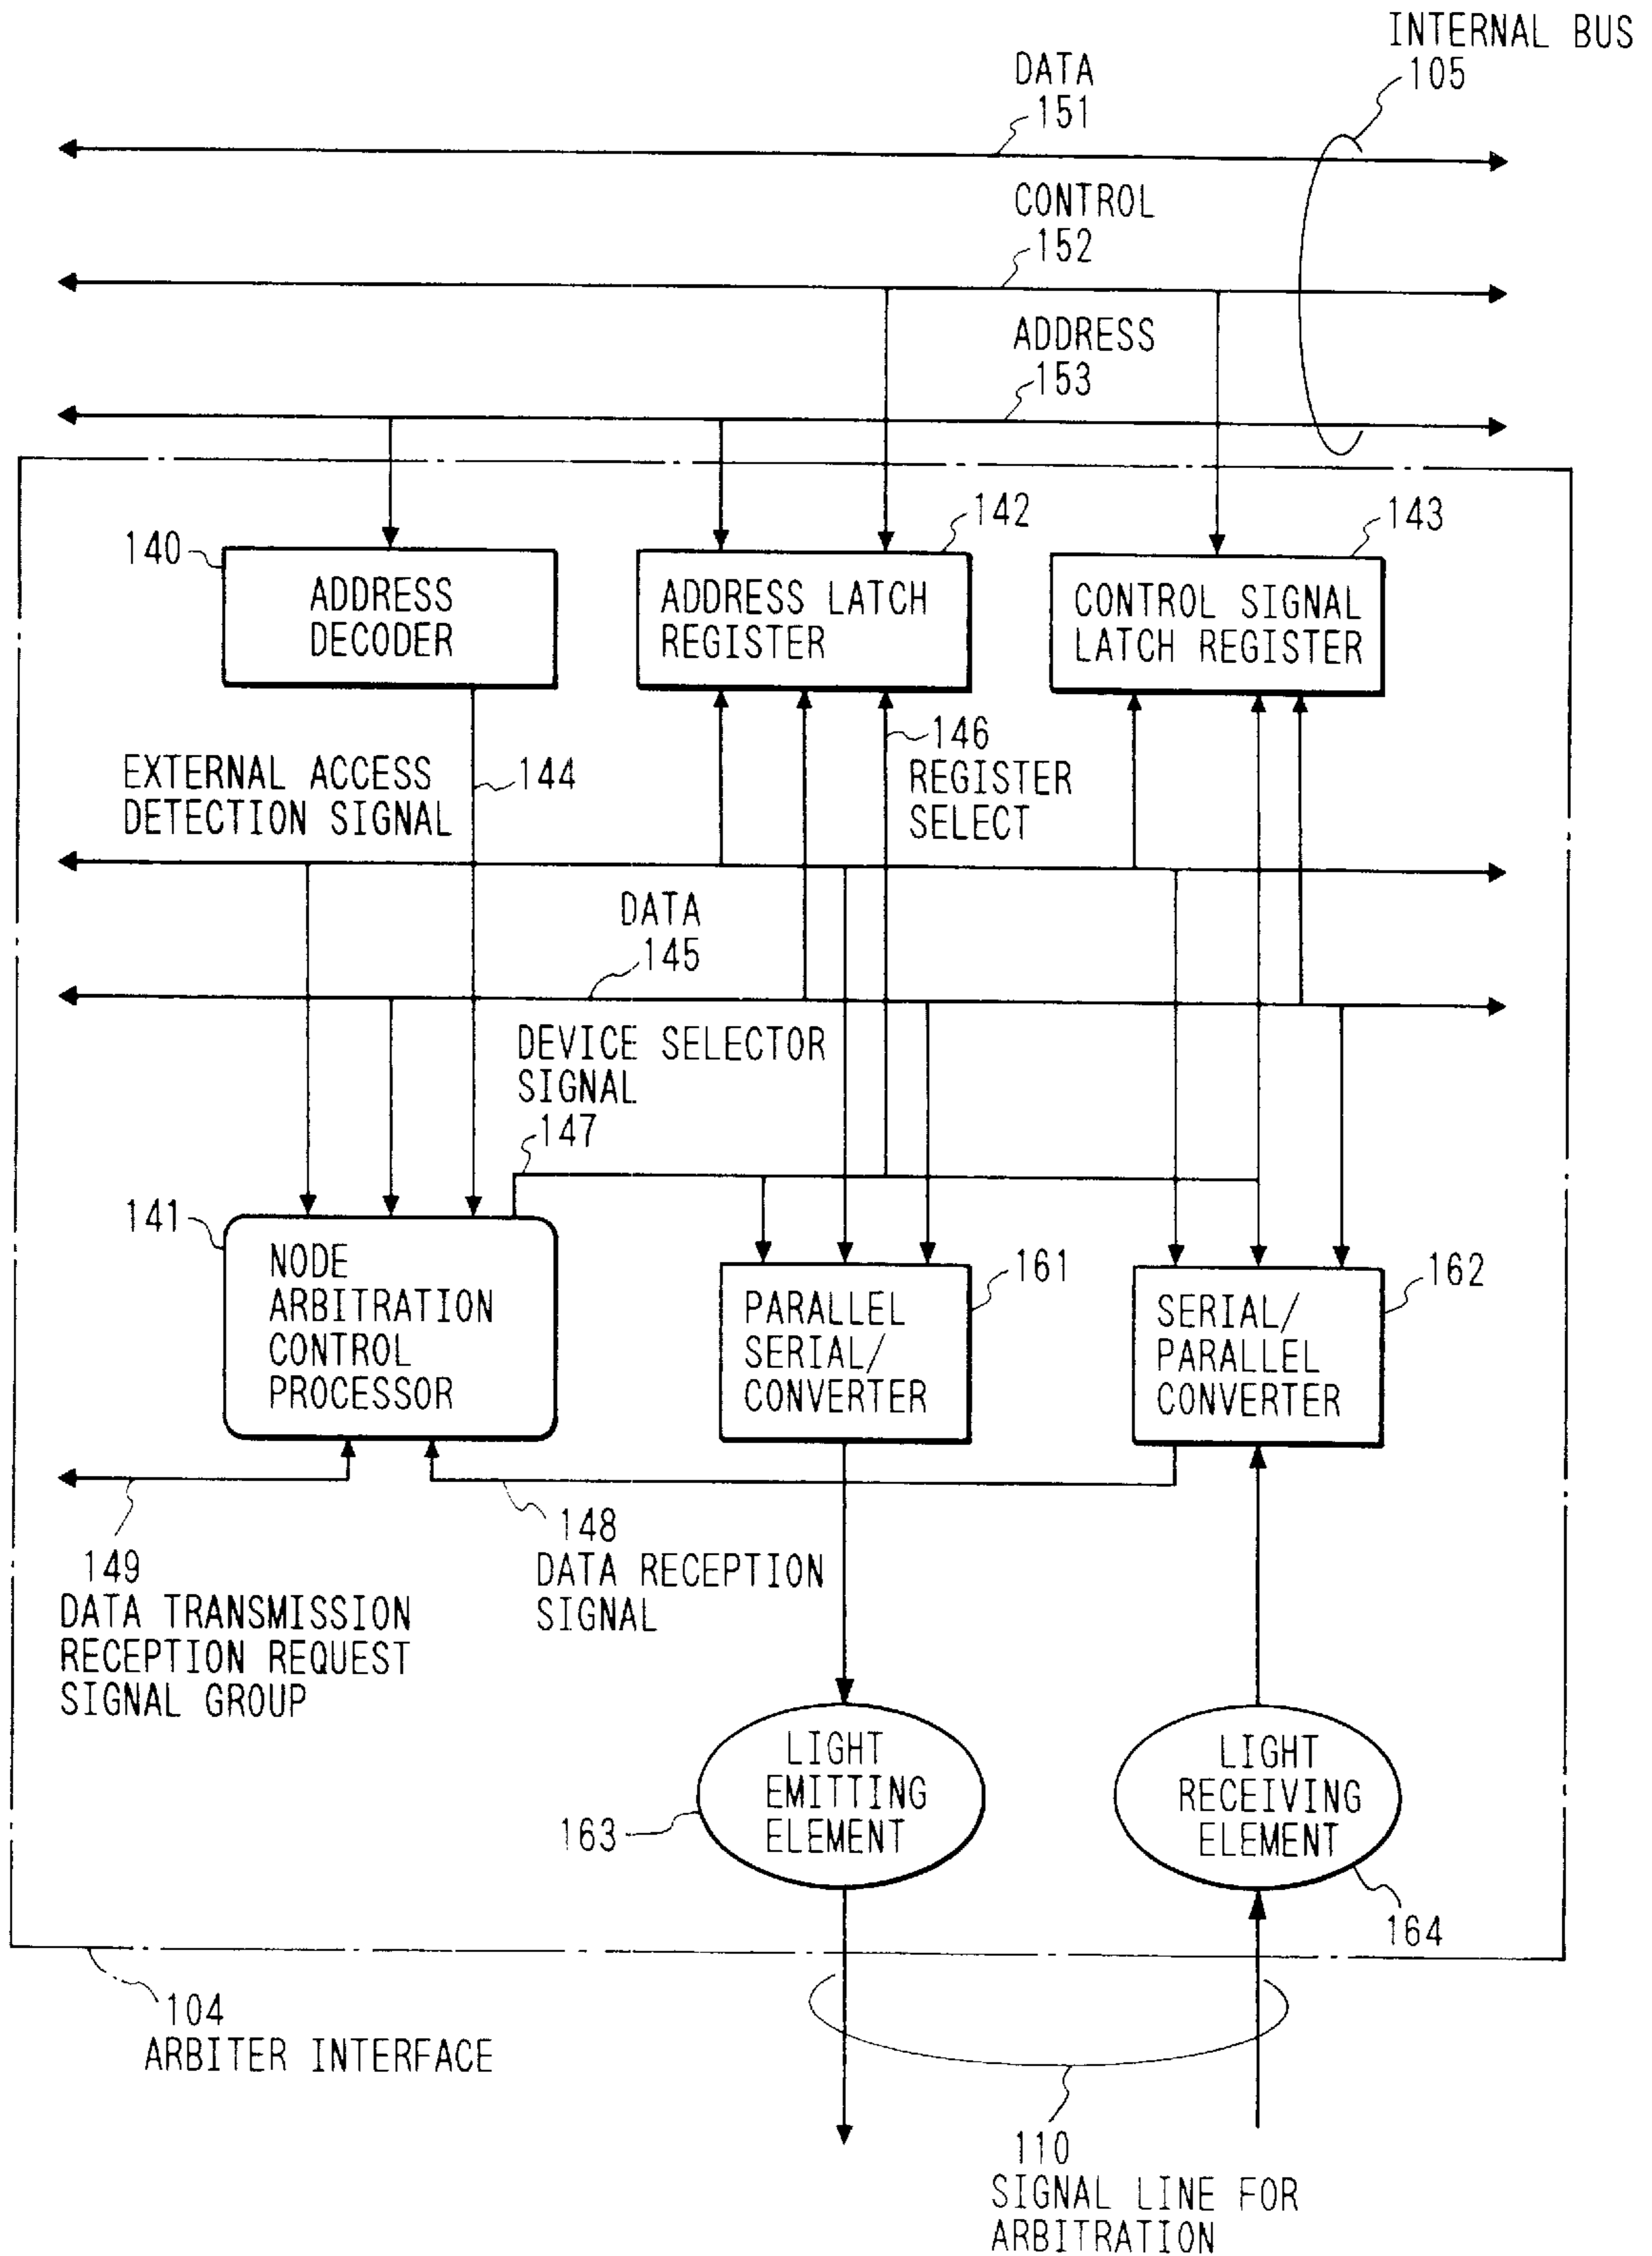 INTERNAL BUS
105
DATA
151
CONTROL
152
ADDRESS
153
140
ADDRESS
DECODER
142
ADDRESS LATCH
REGISTER
143
CONTROL SIGNAL
LATCH REGISTER
EXTERNAL ACCESS
DETECTION SIGNAL
144
146
REGISTER
SELECT
DATA
145
DEVICE SELECTOR
SIGNAL
147
141
NODE
ARBITRATION
CONTROL
PROCESSOR
161
PARALLEL
SERIAL/
CONVERTER
162
SERIAL/
PARALLEL
CONVERTER
149
DATA TRANSMISSION
RECEPTION REQUEST
SIGNAL GROUP
148
DATA RECEPTION
SIGNAL
163
LIGHT
EMITTING
ELEMENT
LIGHT
RECEIVING
ELEMENT
164
104
ARBITER INTERFACE
110
SIGNAL LINE FOR
ARBITRATION